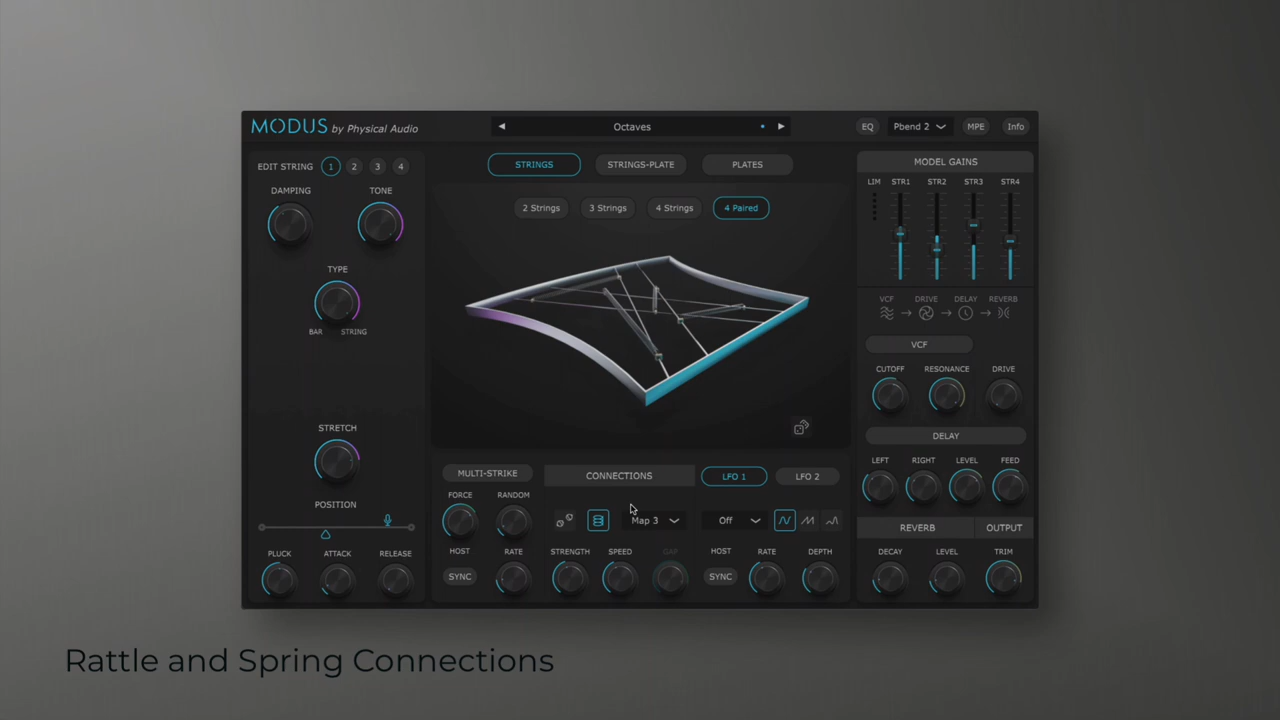 MODUS by Physical Audio
Octaves
EQ
Pbend 2
MPE
Info
EDIT STRING 1 2 3 4
DAMPING TONE
TYPE
BAR STRING
STRETCH
POSITION
PLUCK ATTACK RELEASE
STRINGS STRINGS-PLATE PLATES
2 Strings 3 Strings 4 Strings 4 Paired
MULTI-STRIKE
FORCE RANDOM
HOST RATE
SYNC
CONNECTIONS
Map 3
STRENGTH SPEED GAP
LFO 1 LFO 2
Off
HOST RATE DEPTH
SYNC
MODEL GAINS
LIM STR1 STR2 STR3 STR4
VCF DRIVE DELAY REVERB
VCF
CUTOFF RESONANCE DRIVE
DELAY
LEFT RIGHT LEVEL FEED
REVERB OUTPUT
DECAY LEVEL TRIM
Rattle and Spring Connections